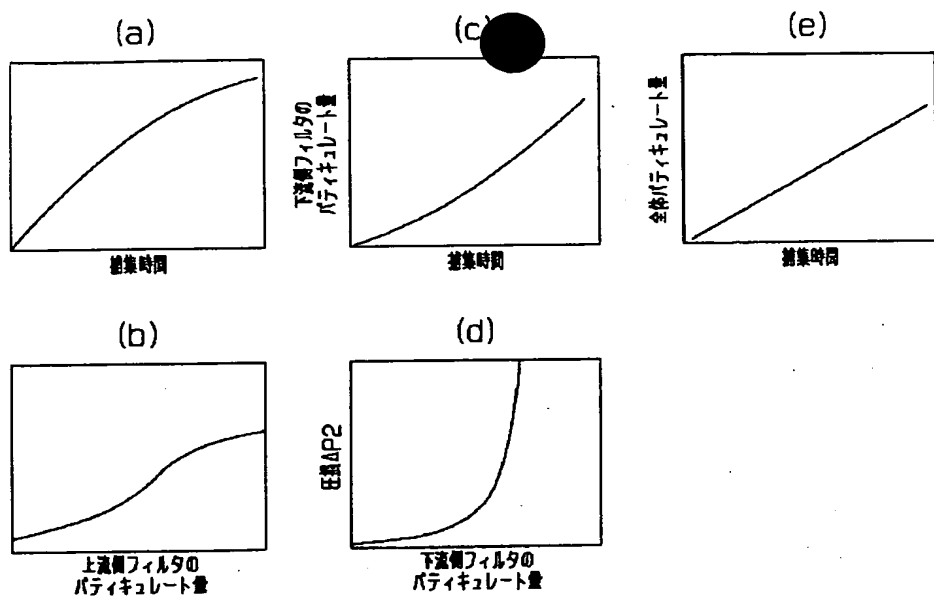 (a)
捕集時間
(c)
下流側フィルタの
パティキュレート量
捕集時間
(e)
全体パティキュレート量
捕集時間
(b)
上流側フィルタの
パティキュレート量
(d)
圧損ΔP2
下流側フィルタの
パティキュレート量